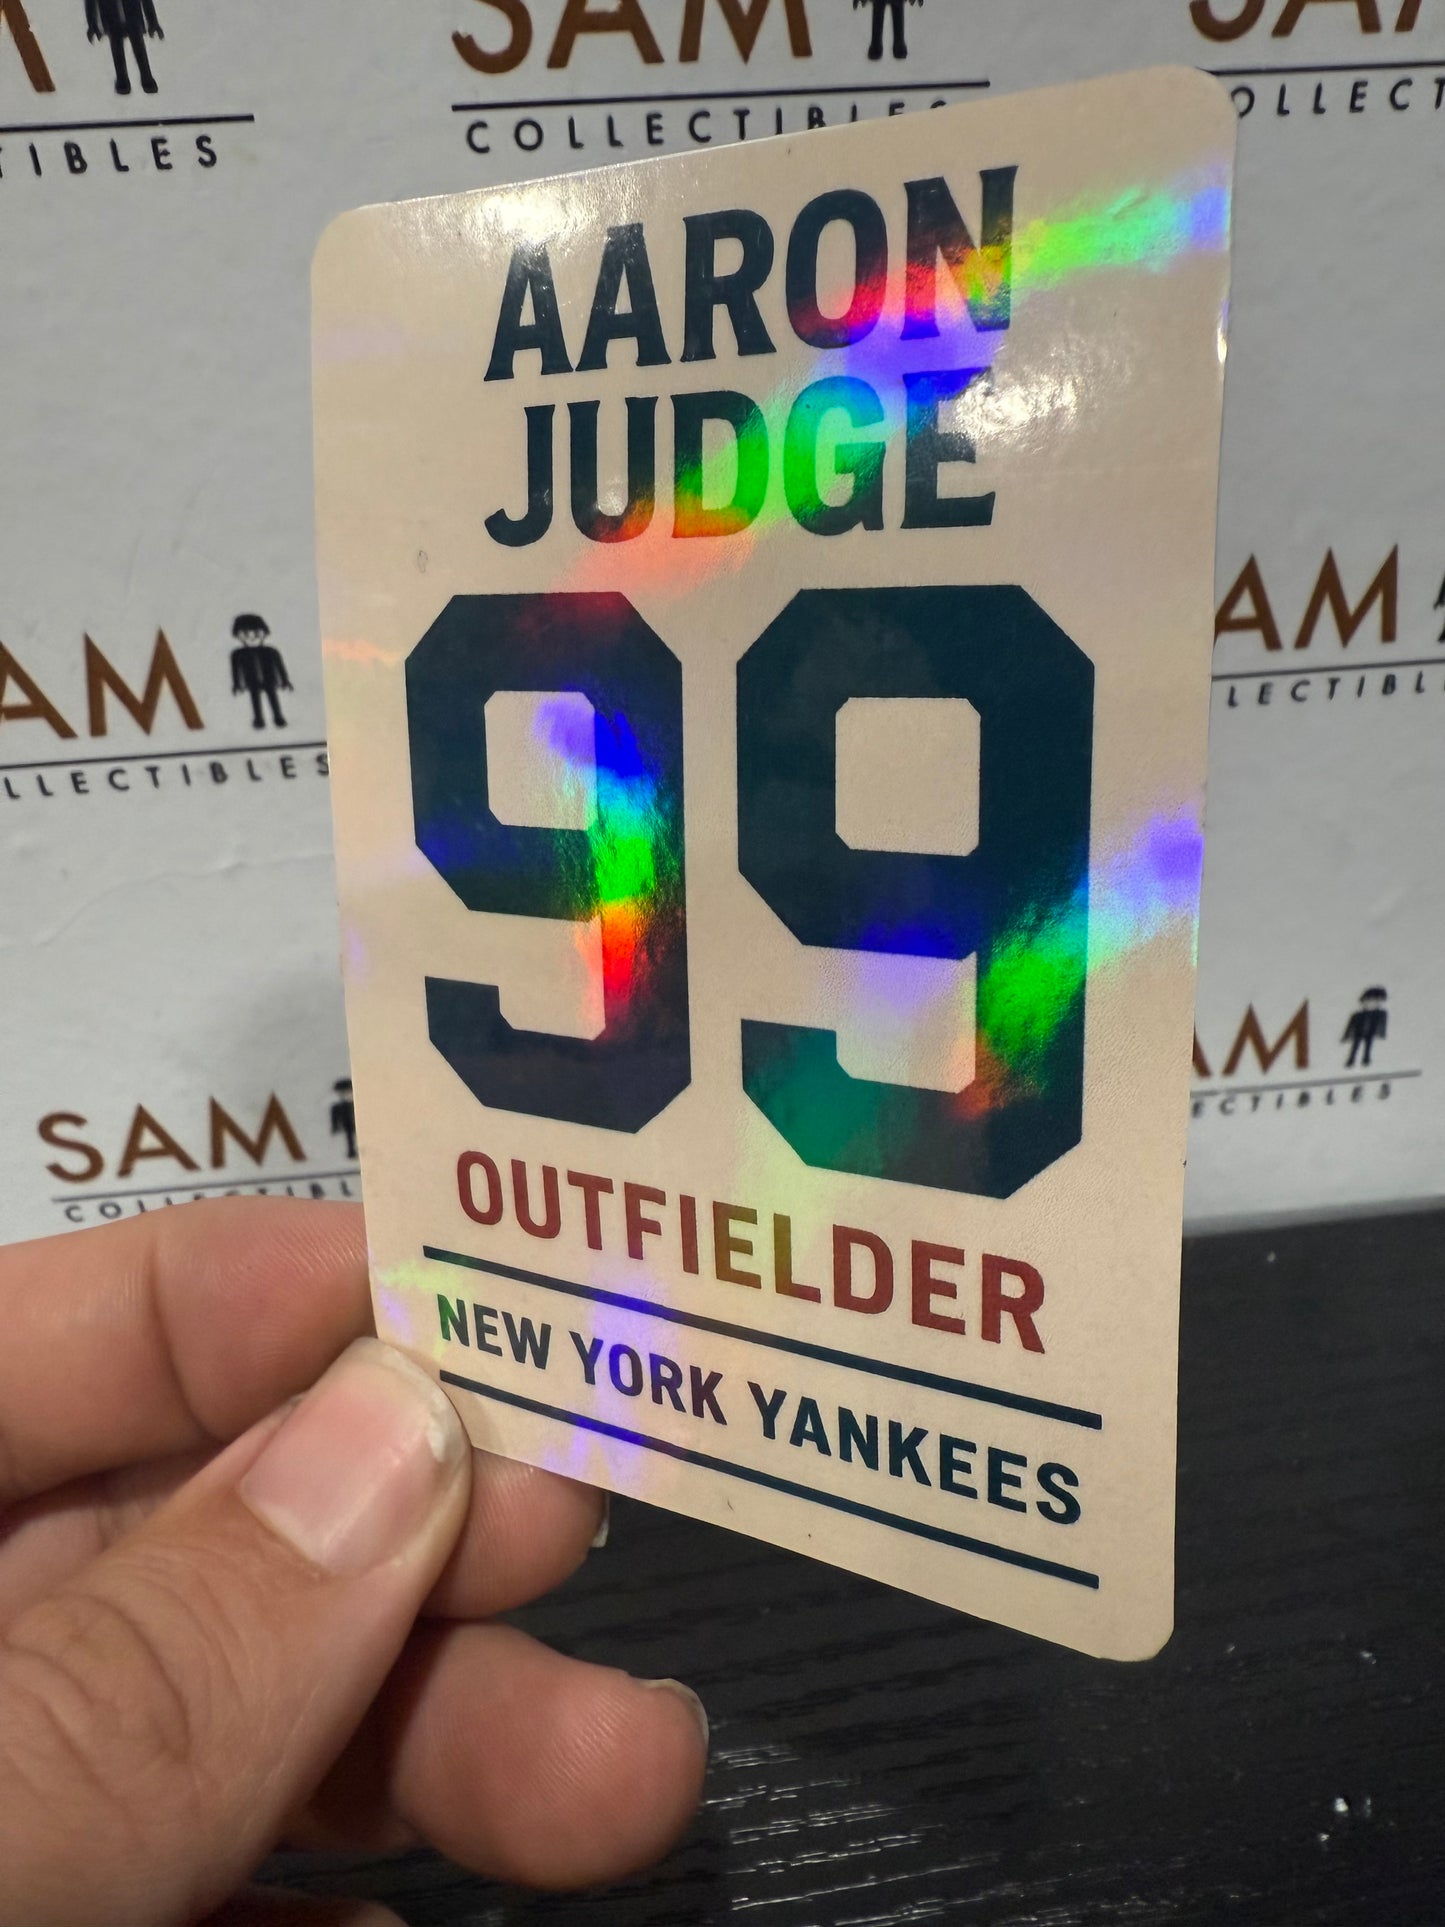 SAM
COLLECTIBLES
AARON
JUDGE
99
OUTFIELDER
NEW YORK YANKEES
SAM
SAM